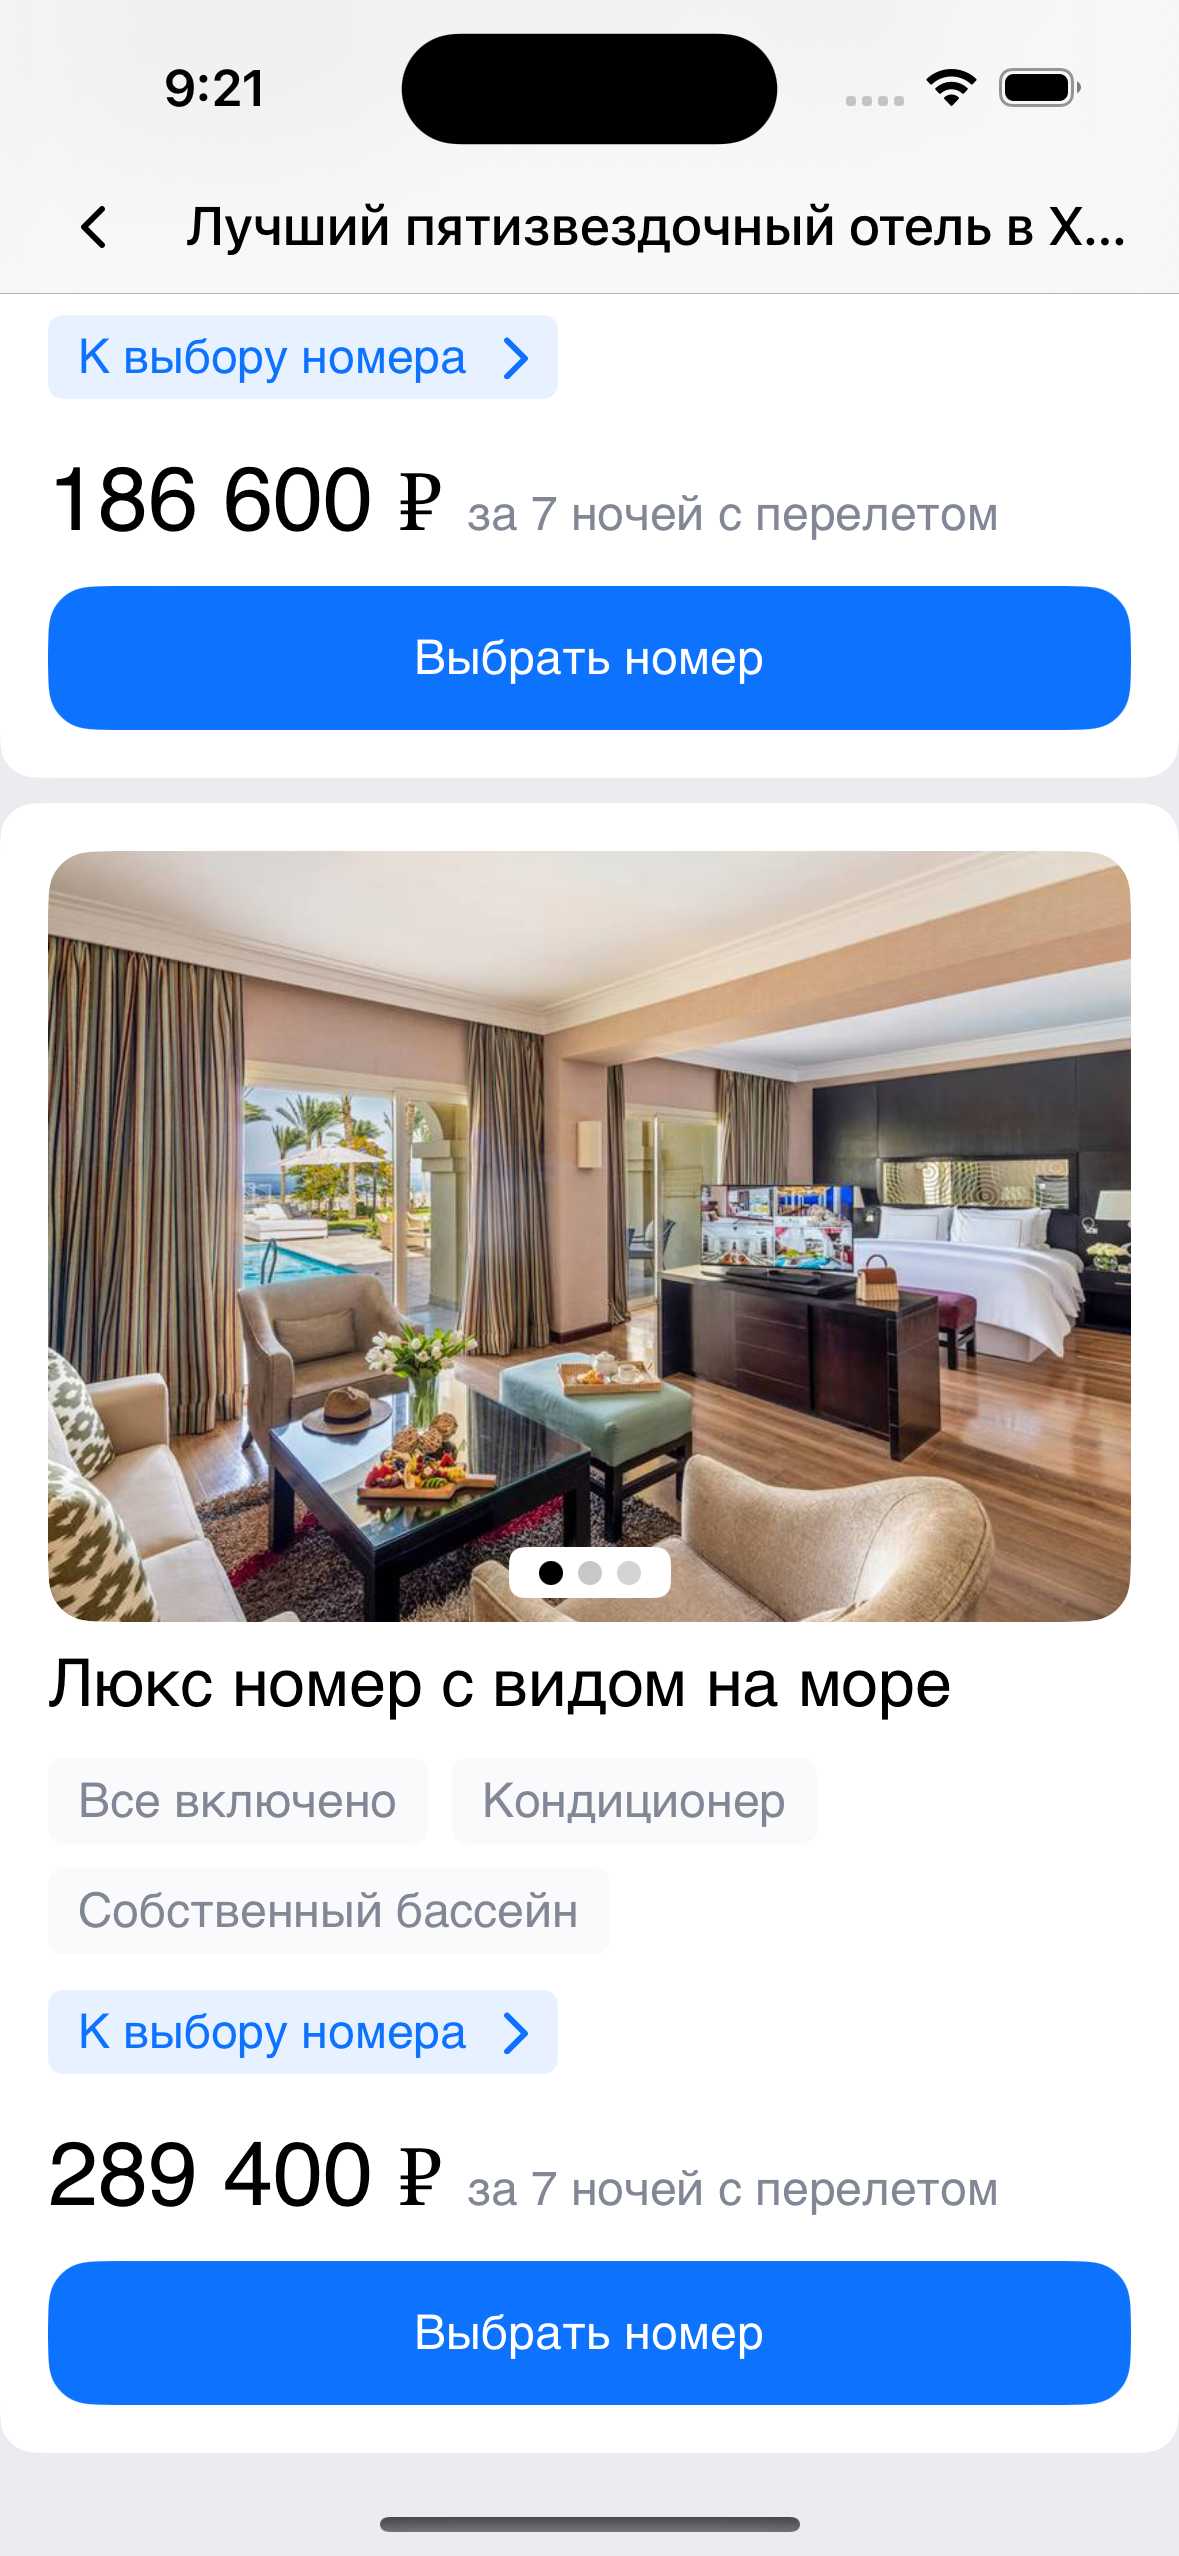 9:21
Лучший пятизвездочный отель в Х...
К выбору номера
186 600 ₽ за 7 ночей с перелетом
Выбрать номер
Люкс номер с видом на море
Все включено Кондиционер
Собственный бассейн
К выбору номера
289 400 ₽ за 7 ночей с перелетом
Выбрать номер